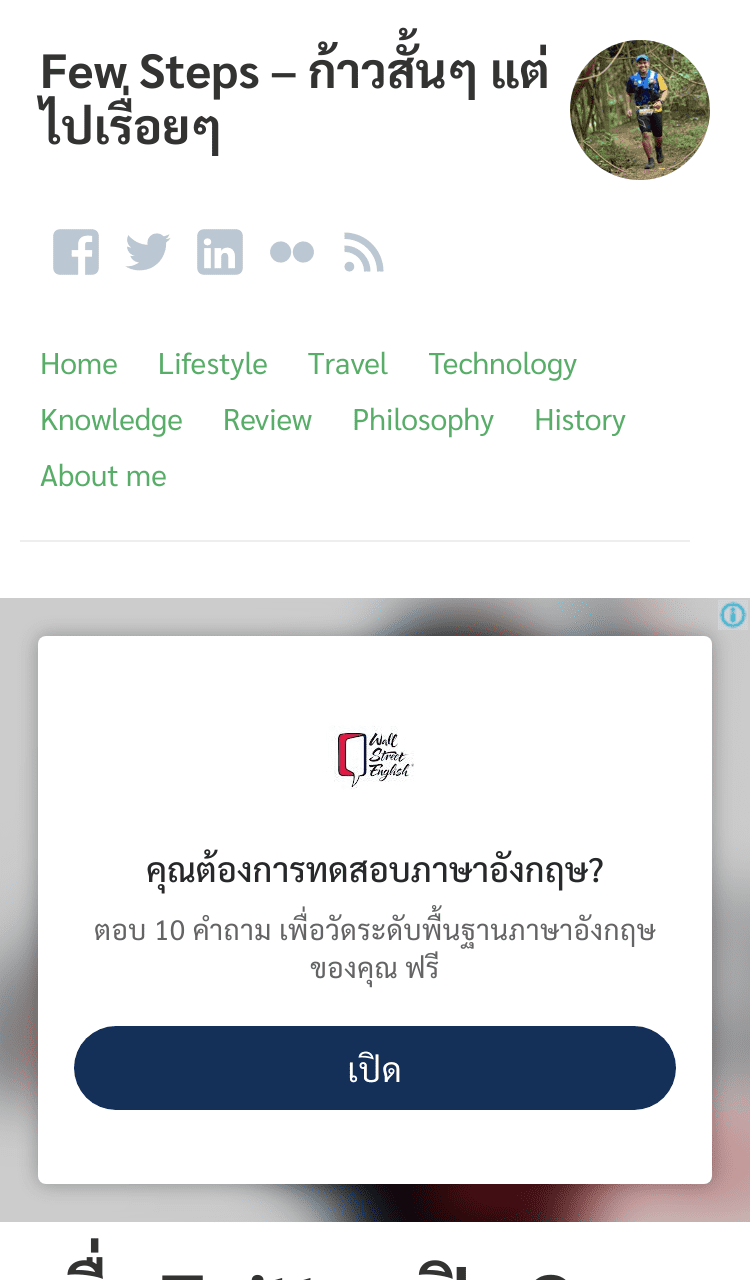 Few Steps – ก้าวสั้นๆ แต่
ไปเรื่อยๆ
Home Lifestyle Travel Technology
Knowledge Review Philosophy History
About me
Wall
Street
English
คุณต้องการทดสอบภาษาอังกฤษ?
ตอบ 10 คำถาม เพื่อวัดระดับพื้นฐานภาษาอังกฤษ
ของคุณ ฟรี
เปิด